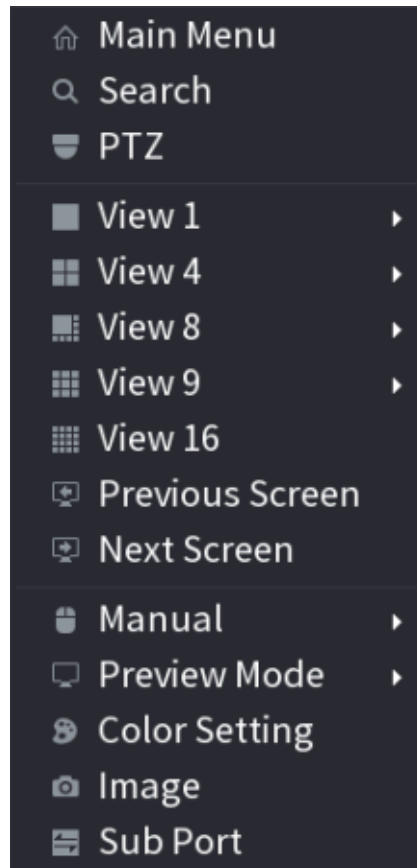 Main Menu
Search
PTZ
View 1
View 4
View 8
View 9
View 16
Previous Screen
Next Screen
Manual
Preview Mode
Color Setting
Image
Sub Port